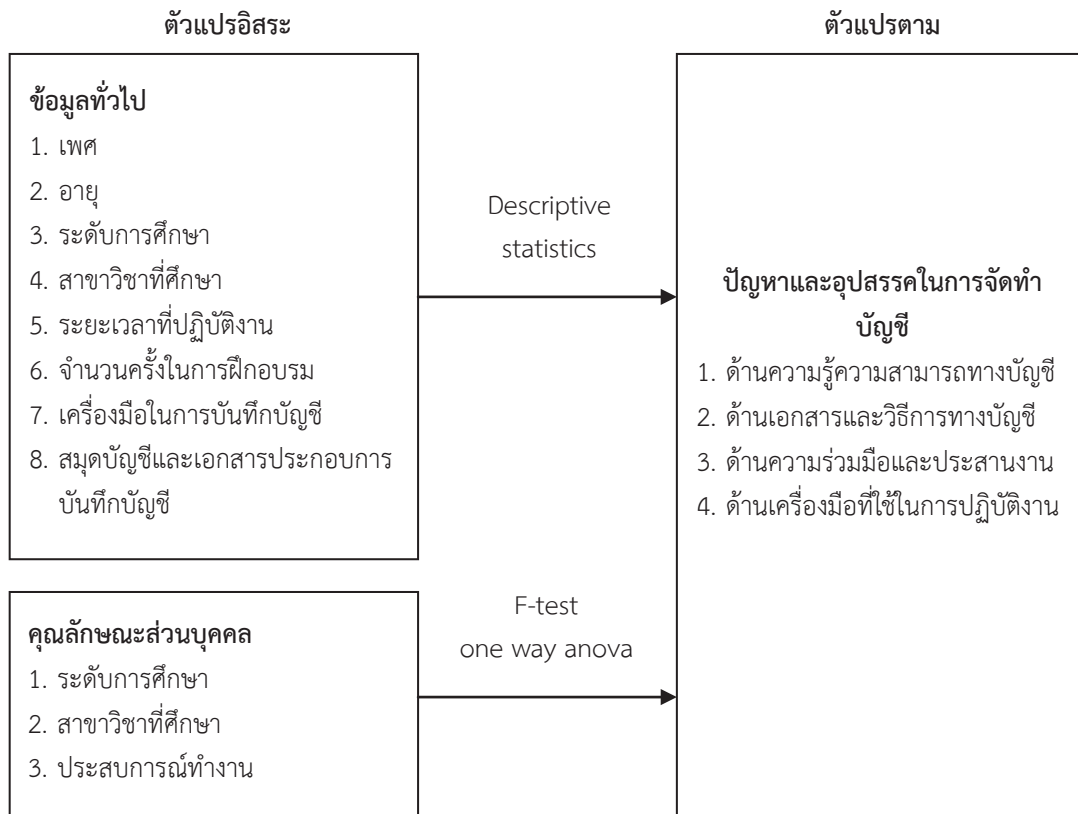 ตัวแปรอิสระ
ข้อมูลทั่วไป
1. เพศ
2. อายุ
3. ระดับการศึกษา
4. สาขาวิชาที่ศึกษา
5. ระยะเวลาที่ปฏิบัติงาน
6. จำนวนครั้งในการฝึกอบรม
7. เครื่องมือในการบันทึกบัญชี
8. สมุดบัญชีและเอกสารประกอบการ
บันทึกบัญชี
คุณลักษณะส่วนบุคคล
1. ระดับการศึกษา
2. สาขาวิชาที่ศึกษา
3. ประสบการณ์ทำงาน
Descriptive
statistics
F-test
one way anova
ตัวแปรตาม
ปัญหาและอุปสรรคในการจัดทำ
บัญชี
1. ด้านความรู้ความสามารถทางบัญชี
2. ด้านเอกสารและวิธีการทางบัญชี
3. ด้านความร่วมมือและประสานงาน
4. ด้านเครื่องมือที่ใช้ในการปฏิบัติงาน